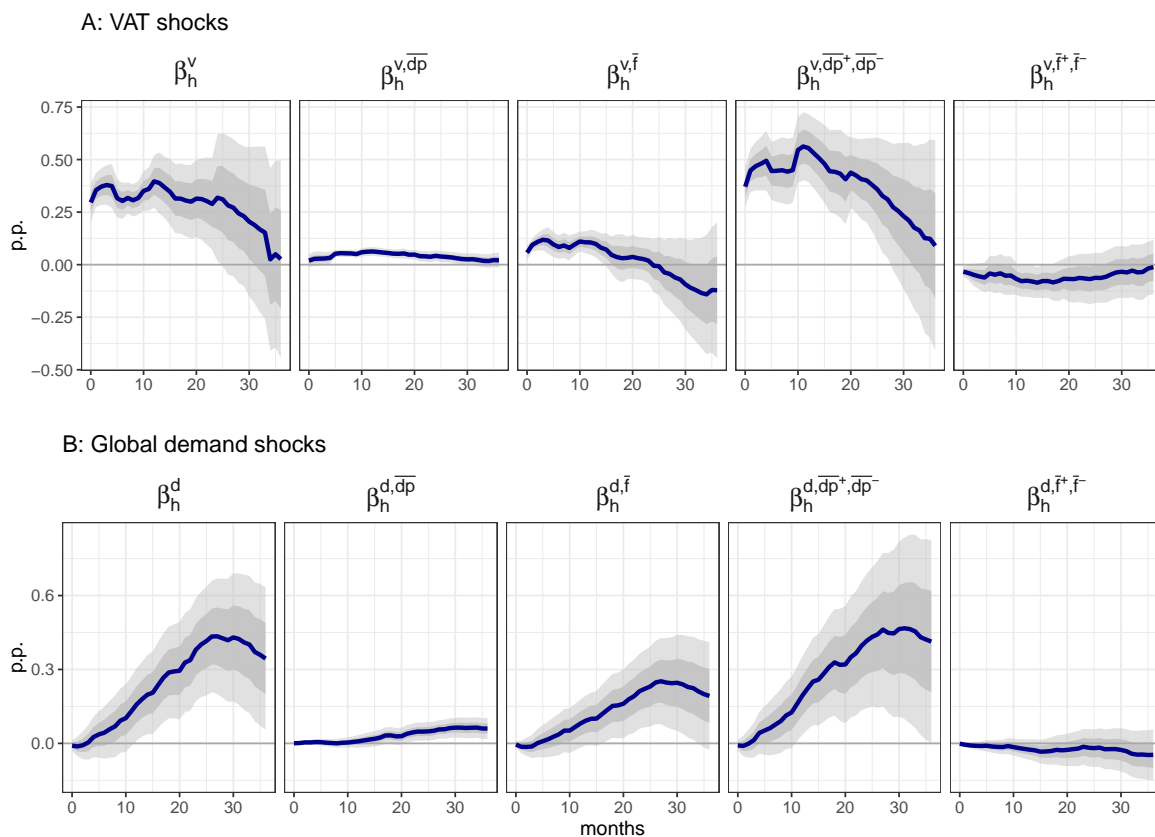 A: VAT shocks
β_h^v β_h^{v,\overline{dp}} β_h^{v,\bar{f}} β_h^{v,\overline{dp}^+,\overline{dp}^-} β_h^{v,\bar{f}^+,\bar{f}^-}
0.75
0.50
0.25
0.00
−0.25
−0.50
p.p.
0 10 20 30 0 10 20 30 0 10 20 30 0 10 20 30 0 10 20 30
B: Global demand shocks
β_h^d β_h^{d,\overline{dp}} β_h^{d,\bar{f}} β_h^{d,\overline{dp}^+,\overline{dp}^-} β_h^{d,\bar{f}^+,\bar{f}^-}
0.6
0.3
0.0
p.p.
0 10 20 30 0 10 20 30 0 10 20 30 0 10 20 30 0 10 20 30
months